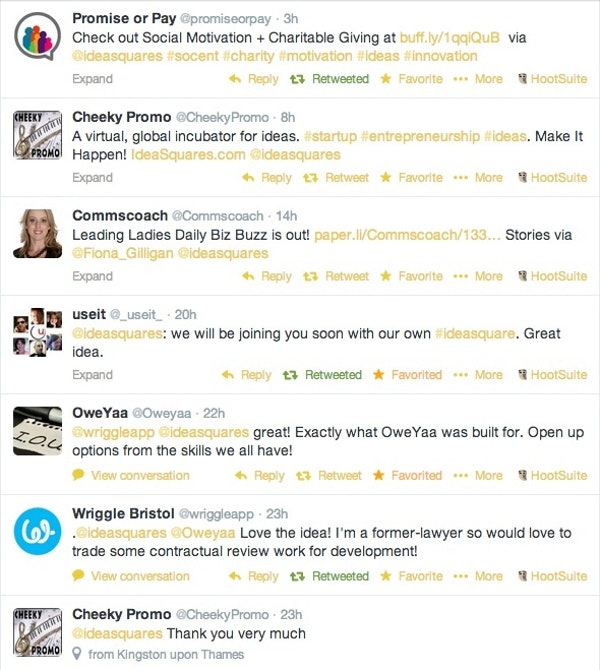 Promise or Pay @promiseorpay · 3h
Check out Social Motivation + Charitable Giving at buff.ly/1qqiQuB via
@ideasquares #socent #charity #motivation #ideas #innovation
Expand Reply Retweeted Favorite More HootSuite
CHEEKY
PROMO
Cheeky Promo @CheekyPromo · 8h
A virtual, global incubator for ideas. #startup #entrepreneurship #ideas. Make It
Happen! IdeaSquares.com @ideasquares
Expand Reply Retweet Favorite More HootSuite
Commscoach @Commscoach · 14h
Leading Ladies Daily Biz Buzz is out! paper.li/Commscoach/133... Stories via
@Fiona_Gilligan @ideasquares
Expand Reply Retweet Favorite More HootSuite
u
useit @_useit_ · 20h
@ideasquares: we will be joining you soon with our own #ideasquare. Great
idea.
Expand Reply Retweeted Favorited More HootSuite
I.O.U
OweYaa @Oweyaa · 22h
@wriggleapp @ideasquares great! Exactly what OweYaa was built for. Open up
options from the skills we all have!
View conversation Reply Retweet Favorited More HootSuite
w.
Wriggle Bristol @wriggleapp · 23h
.@ideasquares @Oweyaa Love the idea! I'm a former-lawyer so would love to
trade some contractual review work for development!
View conversation Reply Retweeted Favorite More HootSuite
CHEEKY
PROMO
Cheeky Promo @CheekyPromo · 23h
@ideasquares Thank you very much
from Kingston upon Thames